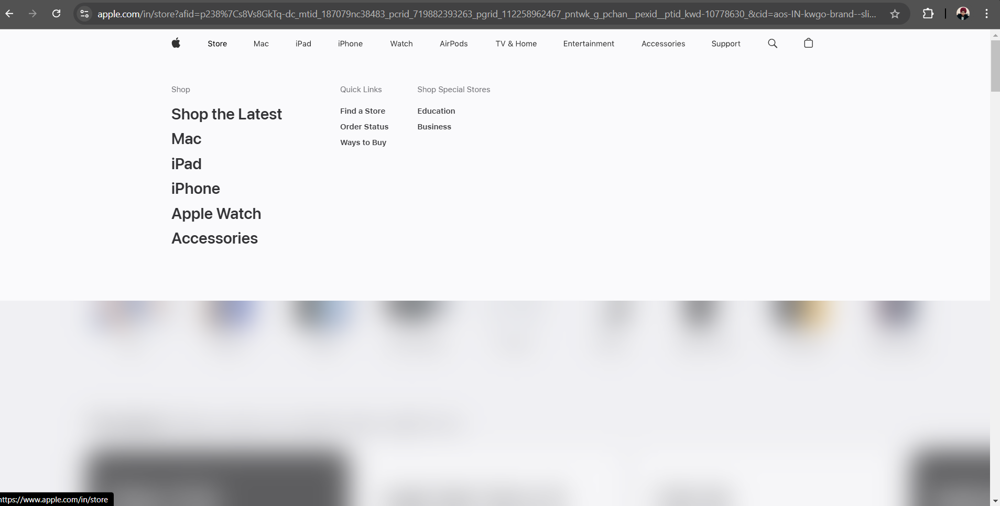 apple.com/in/store?afid=p238%7Cs8Vs8GkTq-dc_mtid_187079nc38483_pcrid_719882393263_pgrid_112258962467_pntwk_g_pchan__pexid__ptid_kwd-10778630_&cid=aos-IN-kwgo-brand--sli...
Store Mac iPad iPhone Watch AirPods TV & Home Entertainment Accessories Support
Shop
Shop the Latest
Mac
iPad
iPhone
Apple Watch
Accessories
Quick Links
Find a Store
Order Status
Ways to Buy
Shop Special Stores
Education
Business
https://www.apple.com/in/store